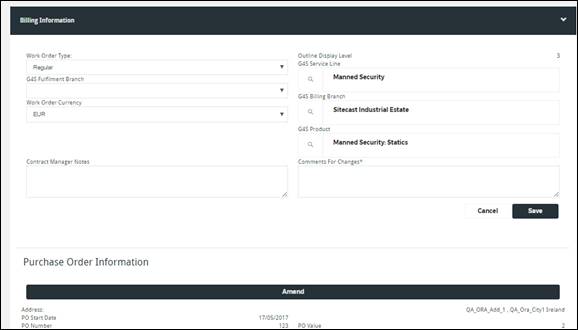 Billing Information
Work Order Type:
Regular
G4S Fulfilment Branch
Work Order Currency
EUR
Outline Display Level 3
G4S Service Line
Manned Security
G4S Billing Branch
Sitecast Industrial Estate
G4S Product
Manned Security: Statics
Contract Manager Notes
Comments For Changes*
Cancel Save
Purchase Order Information
Amend
Address: QA_ORA_Add_1 . QA_Ora_City1 Ireland
PO Start Date 17/05/2017
PO Number 123 PO Value 2